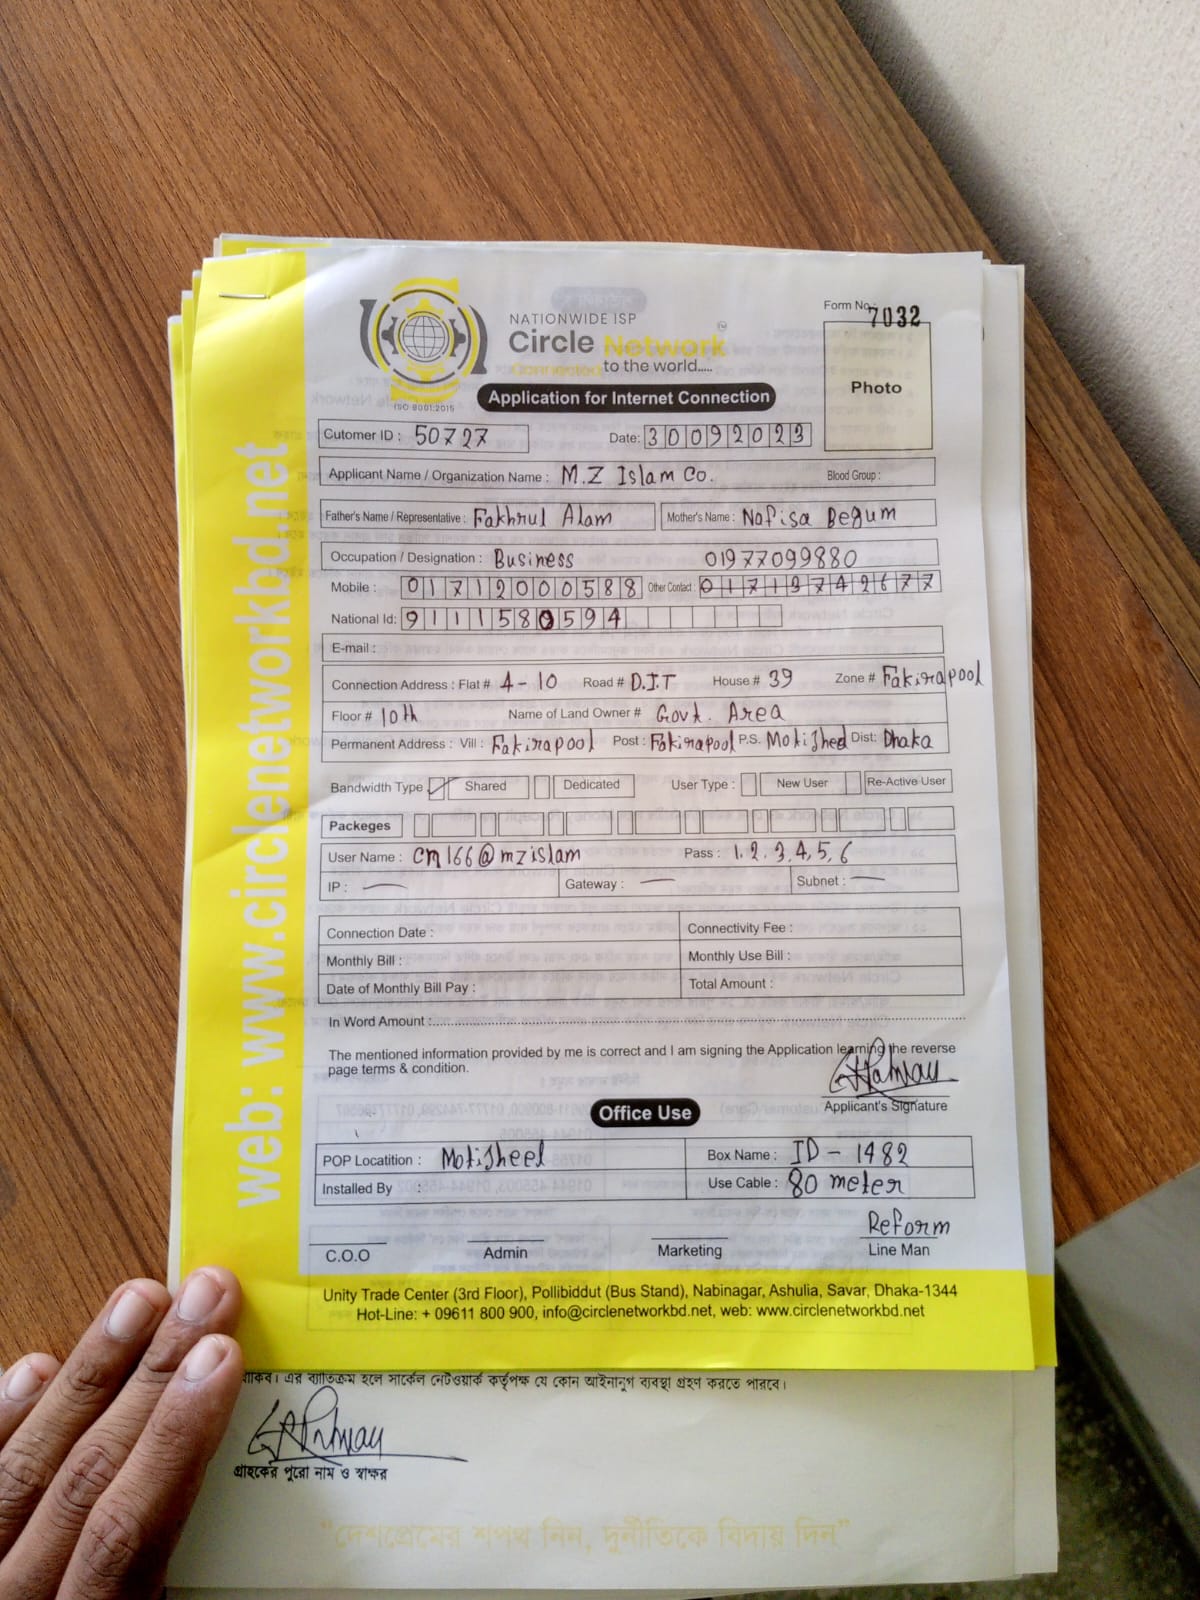 Form No.: 7032
NATIONWIDE ISP
Circle Network
to the world.....
ISO 9001:2015
Photo
Application for Internet Connection
Cutomer ID : 50727 Date: 30092023
Applicant Name / Organization Name : M.Z Islam Co. Blood Group :
Father's Name / Representative : Fakhrul Alam Mother's Name : Nafisa Begum
Occupation / Designation : Business 01977099880
Mobile : 01712000588 Other Contact : 01713742677
National Id: 9111580594
E-mail :
Connection Address : Flat # 4-10 Road # D.I.T House # 39 Zone # Fakirapool
Floor # 10th Name of Land Owner # Govt. Area
Permanent Address : Vill : Fakirapool Post : Fakirapool P.S. Motijheel Dist: Dhaka
Bandwidth Type Shared Dedicated User Type : New User Re-Active User
Packeges
User Name : cm166@mzislam Pass : 1,2,3,4,5,6
IP : — Gateway : — Subnet : —
Connection Date : Connectivity Fee :
Monthly Bill : Monthly Use Bill :
Date of Monthly Bill Pay : Total Amount :
In Word Amount :
The mentioned information provided by me is correct and I am signing the Application learning the reverse
page terms & condition.
Applicant's Signature
Office Use
POP Locatition : Motijheel Box Name : ID - 1482
Installed By : Use Cable : 80 meter
Reform
C.O.O Admin Marketing Line Man
Unity Trade Center (3rd Floor), Pollibiddut (Bus Stand), Nabinagar, Ashulia, Savar, Dhaka-1344
Hot-Line: + 09611 800 900, info@circlenetworkbd.net, web: www.circlenetworkbd.net
web: www.circlenetworkbd.net
থাকিব। এর ব্যতিক্রম হলে সার্কেল নেটওয়ার্ক কর্তৃপক্ষ যে কোন আইনানুগ ব্যবস্থা গ্রহণ করতে পারবে।
গ্রাহকের পুরো নাম ও স্বাক্ষর
"দেশপ্রেমের শপথ নিন, দুর্নীতিকে বিদায় দিন"